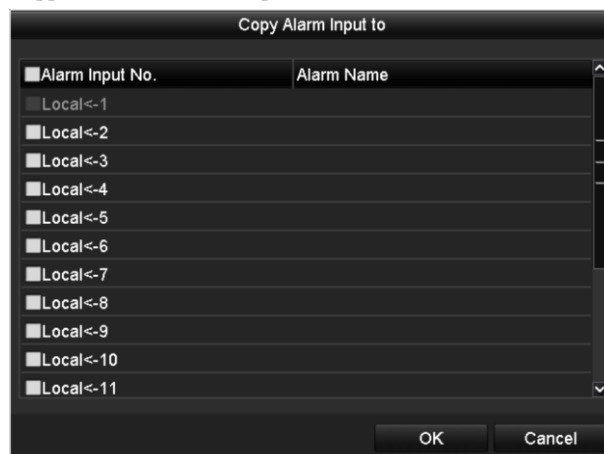 Copy Alarm Input to
Alarm Input No. Alarm Name
Local<-1
Local<-2
Local<-3
Local<-4
Local<-5
Local<-6
Local<-7
Local<-8
Local<-9
Local<-10
Local<-11
OK Cancel